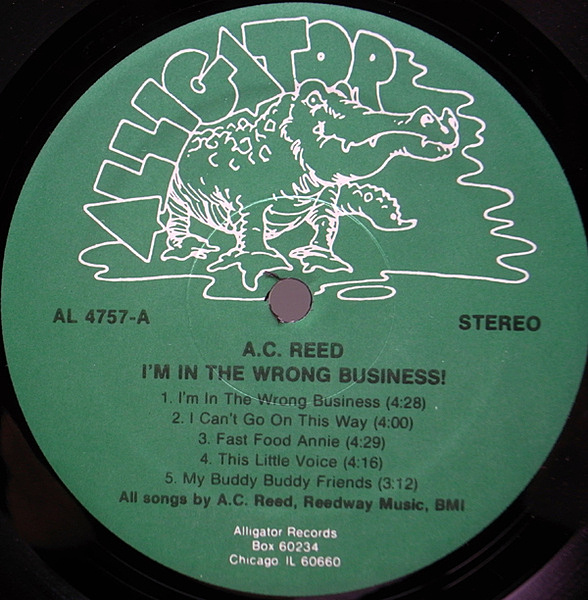 ALLIGATOR
AL 4757-A
STEREO
A.C. REED
I'M IN THE WRONG BUSINESS!
1. I'm In The Wrong Business (4:28)
2. I Can't Go On This Way (4:00)
3. Fast Food Annie (4:29)
4. This Little Voice (4:16)
5. My Buddy Buddy Friends (3:12)
All songs by A.C. Reed, Reedway Music, BMI
Alligator Records
Box 60234
Chicago IL 60660